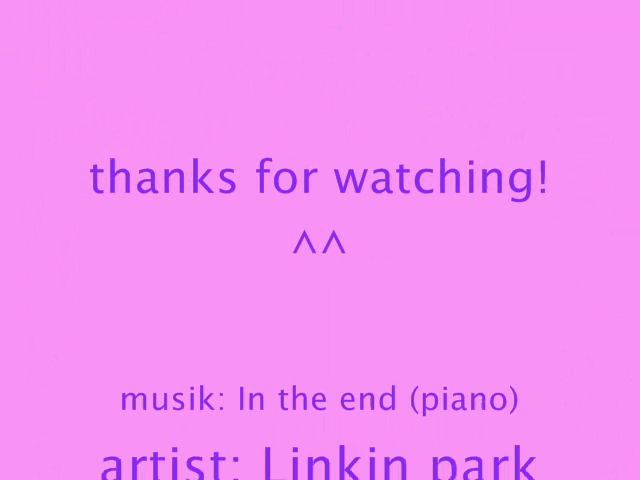 thanks for watching!
^^
musik: In the end (piano)
artist: Linkin park